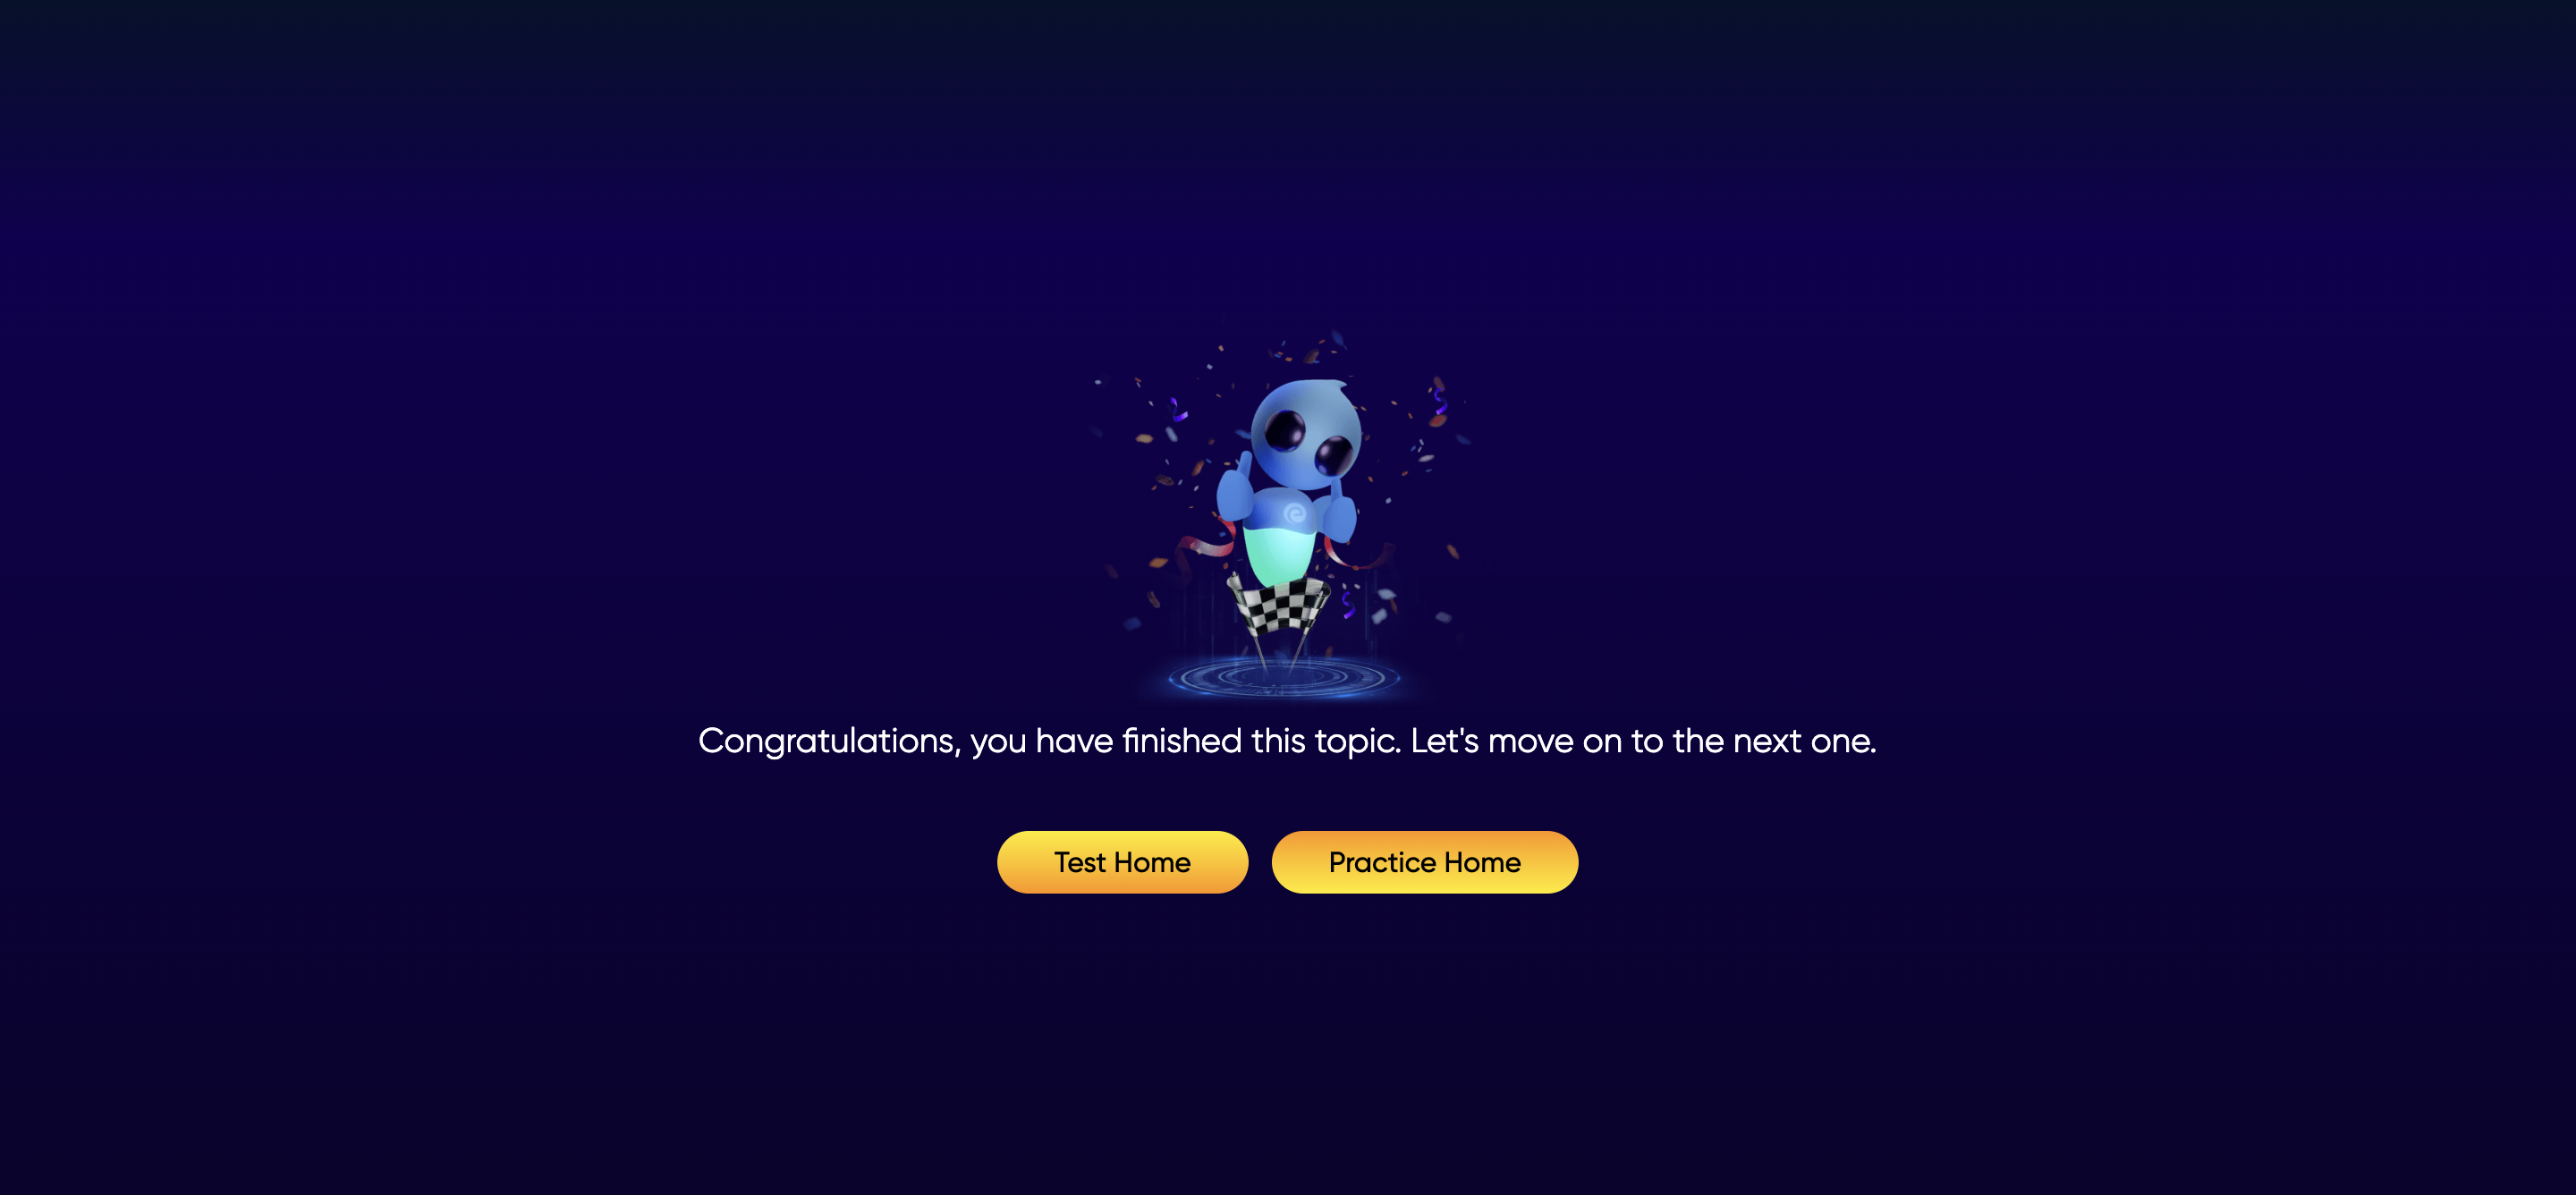 Congratulations, you have finished this topic. Let's move on to the next one.
Test Home
Practice Home